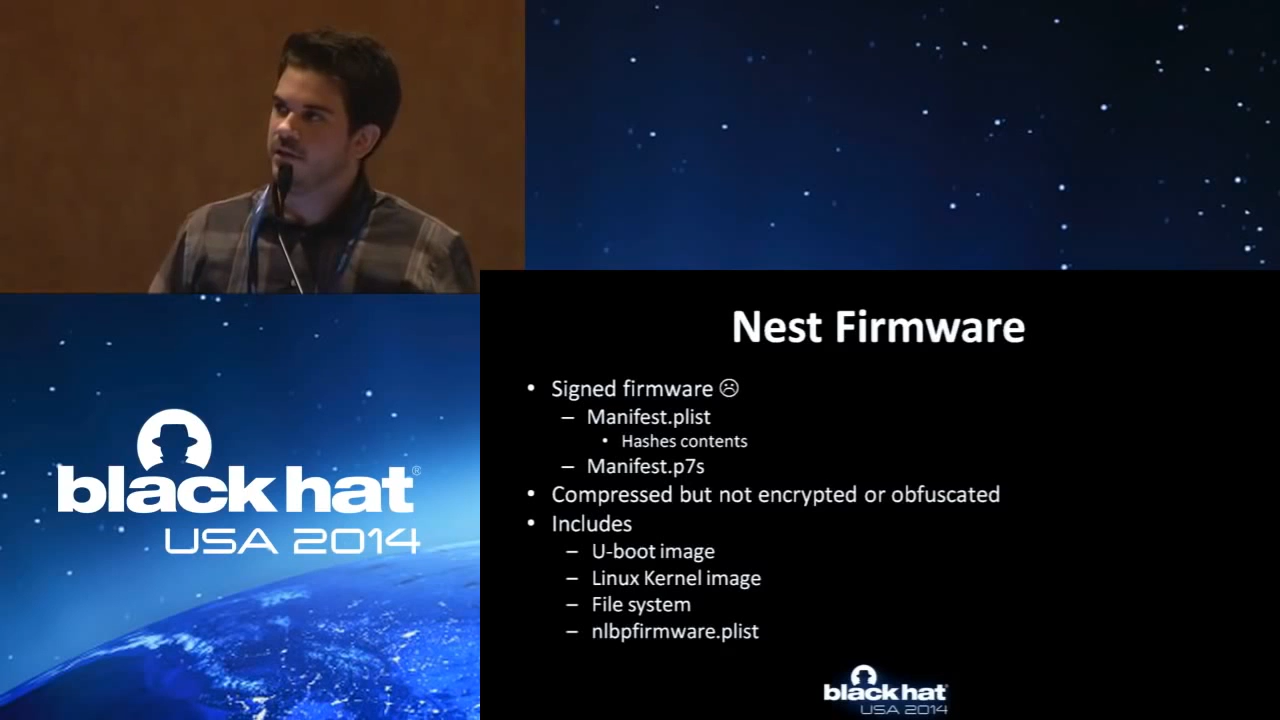 Nest Firmware
• Signed firmware ☹
– Manifest.plist
• Hashes contents
– Manifest.p7s
• Compressed but not encrypted or obfuscated
• Includes
– U-boot image
– Linux Kernel image
– File system
– nlbpfirmware.plist
black hat®
USA 2014
black hat
USA 2014